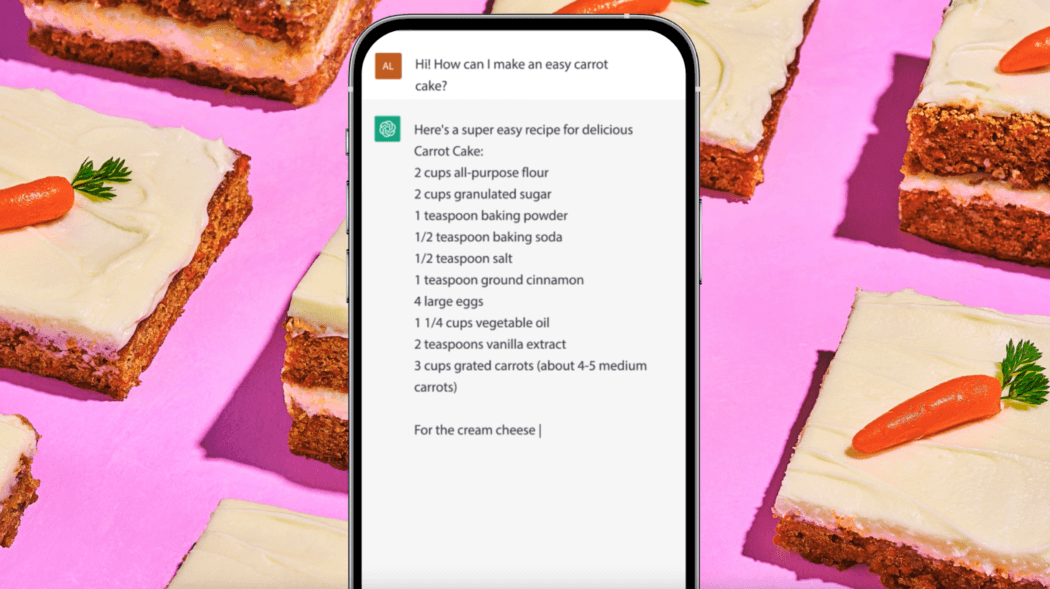 AL
Hi! How can I make an easy carrot
cake?
Here's a super easy recipe for delicious
Carrot Cake:
2 cups all-purpose flour
2 cups granulated sugar
1 teaspoon baking powder
1/2 teaspoon baking soda
1/2 teaspoon salt
1 teaspoon ground cinnamon
4 large eggs
1 1/4 cups vegetable oil
2 teaspoons vanilla extract
3 cups grated carrots (about 4-5 medium
carrots)
For the cream cheese |